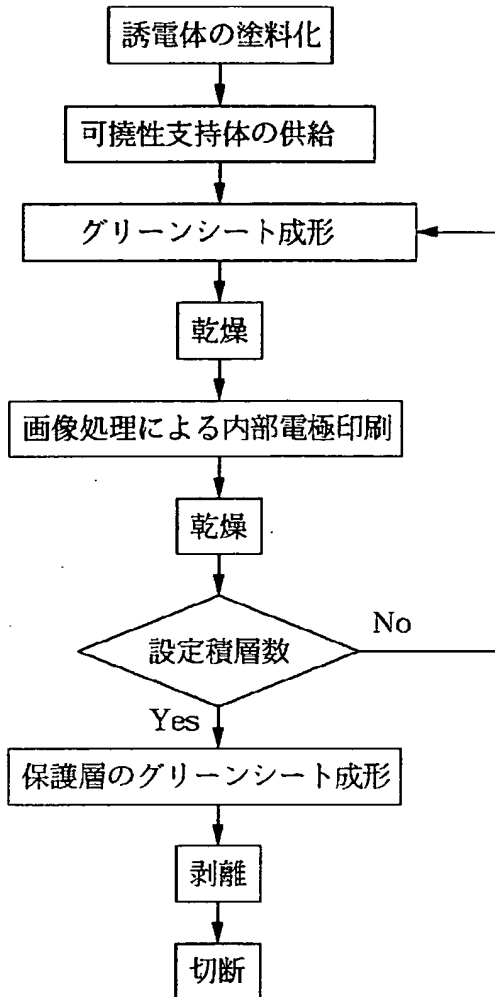 誘電体の塗料化
可撓性支持体の供給
グリーンシート成形
乾燥
画像処理による内部電極印刷
乾燥
設定積層数
No
Yes
保護層のグリーンシート成形
剥離
切断